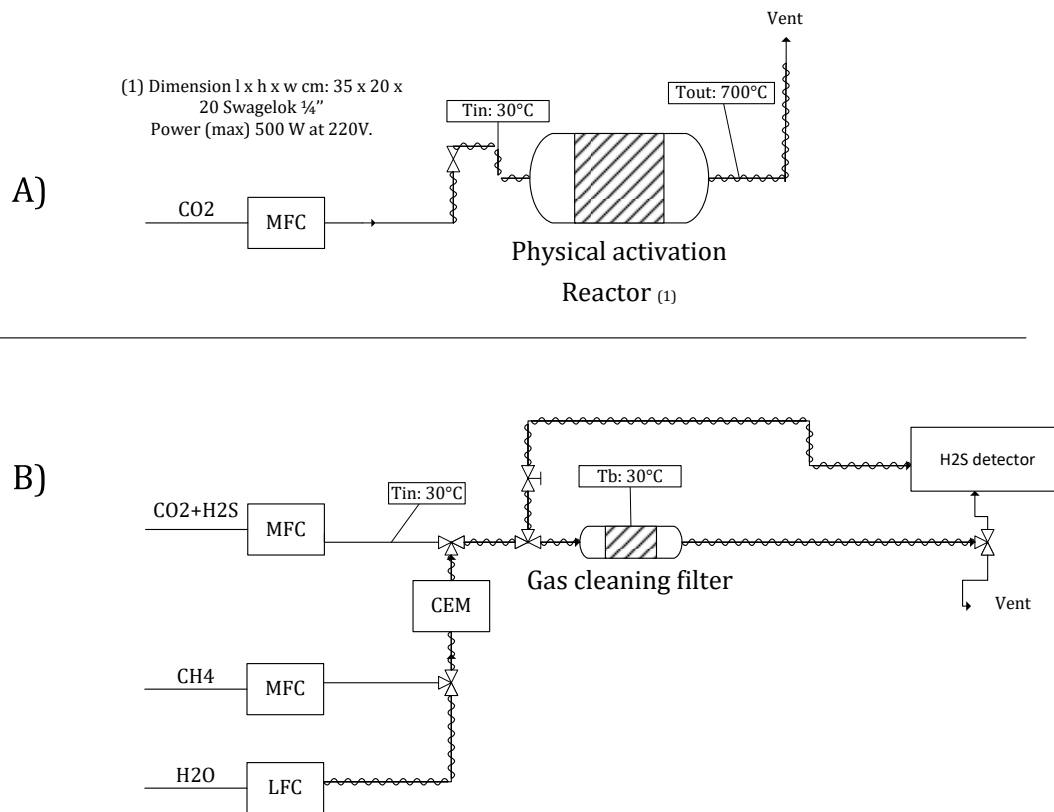 Vent
(1) Dimension l x h x w cm: 35 x 20 x
20 Swagelok ¼”
Power (max) 500 W at 220V.
Tin: 30°C
Tout: 700°C
A)
CO2
MFC
Physical activation
Reactor (1)
B)
H2S detector
Tb: 30°C
Tin: 30°C
CO2+H2S
MFC
Gas cleaning filter
CEM
Vent
CH4
MFC
H2O
LFC